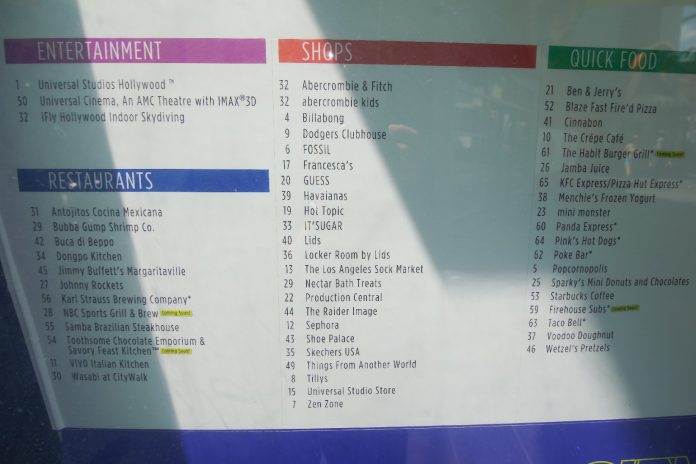 ENTERTAINMENT
1 Universal Studios Hollywood™
50 Universal Cinema, An AMC Theatre with IMAX®3D
32 iFly Hollywood Indoor Skydiving
RESTAURANTS
31 Antojitos Cocina Mexicana
29 Bubba Gump Shrimp Co.
42 Buca di Beppo
34 Dongpo Kitchen
45 Jimmy Buffett's Margaritaville
27 Johnny Rockets
56 Karl Strauss Brewing Company*
28 NBC Sports Grill & Brew Coming Soon!
55 Samba Brazilian Steakhouse
54 Toothsome Chocolate Emporium &
Savory Feast Kitchen™ Coming Soon!
11 VIVO Italian Kitchen
30 Wasabi at CityWalk
SHOPS
32 Abercrombie & Fitch
32 abercrombie kids
4 Billabong
9 Dodgers Clubhouse
6 FOSSIL
17 Francesca's
20 GUESS
39 Havaianas
19 Hot Topic
33 IT'SUGAR
40 Lids
36 Locker Room by Lids
13 The Los Angeles Sock Market
29 Nectar Bath Treats
22 Production Central
44 The Raider Image
12 Sephora
43 Shoe Palace
35 Skechers USA
49 Things From Another World
8 Tillys
15 Universal Studio Store
7 Zen Zone
QUICK FOOD
21 Ben & Jerry's
52 Blaze Fast Fire'd Pizza
41 Cinnabon
10 The Crêpe Café
61 The Habit Burger Grill* Coming Soon!
26 Jamba Juice
65 KFC Express/Pizza Hut Express*
38 Menchie's Frozen Yogurt
23 mini monster
60 Panda Express*
64 Pink's Hot Dogs*
62 Poke Bar*
5 Popcornopolis
25 Sparky's Mini Donuts and Chocolates
53 Starbucks Coffee
59 Firehouse Subs* Coming Soon!
63 Taco Bell*
37 Voodoo Doughnut
46 Wetzel's Pretzels